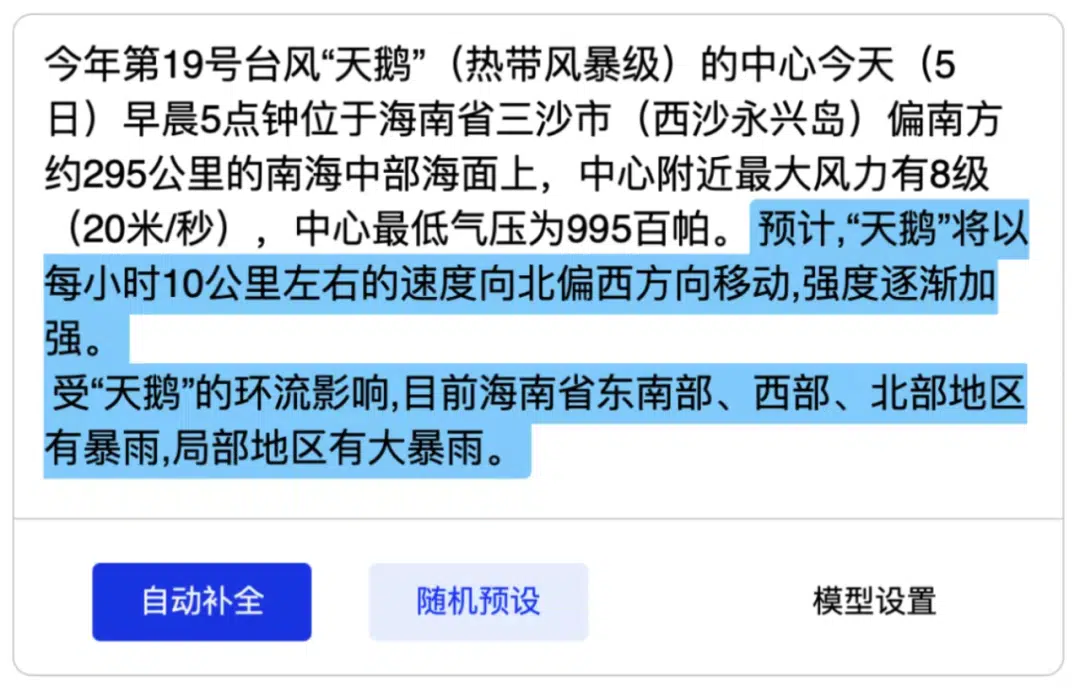 今年第19号台风“天鹅”（热带风暴级）的中心今天（5
日）早晨5点钟位于海南省三沙市（西沙永兴岛）偏南方
约295公里的南海中部海面上，中心附近最大风力有8级
（20米/秒），中心最低气压为995百帕。预计,“天鹅”将以
每小时10公里左右的速度向北偏西方向移动,强度逐渐加
强。
受“天鹅”的环流影响,目前海南省东南部、西部、北部地区
有暴雨,局部地区有大暴雨。
自动补全 随机预设 模型设置